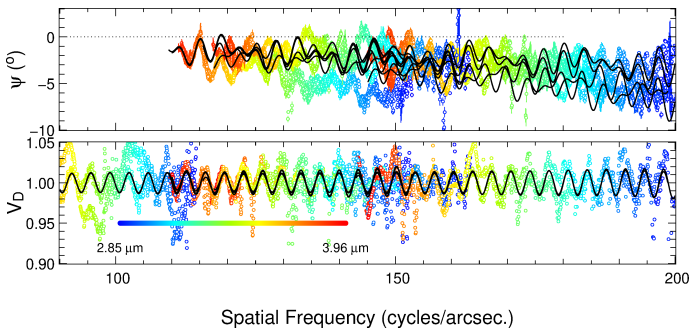 0
−5
−10
ψ (°)
1.05
1.00
0.95
0.90
V_D
2.85 μm
3.96 μm
100
150
200
Spatial Frequency (cycles/arcsec.)